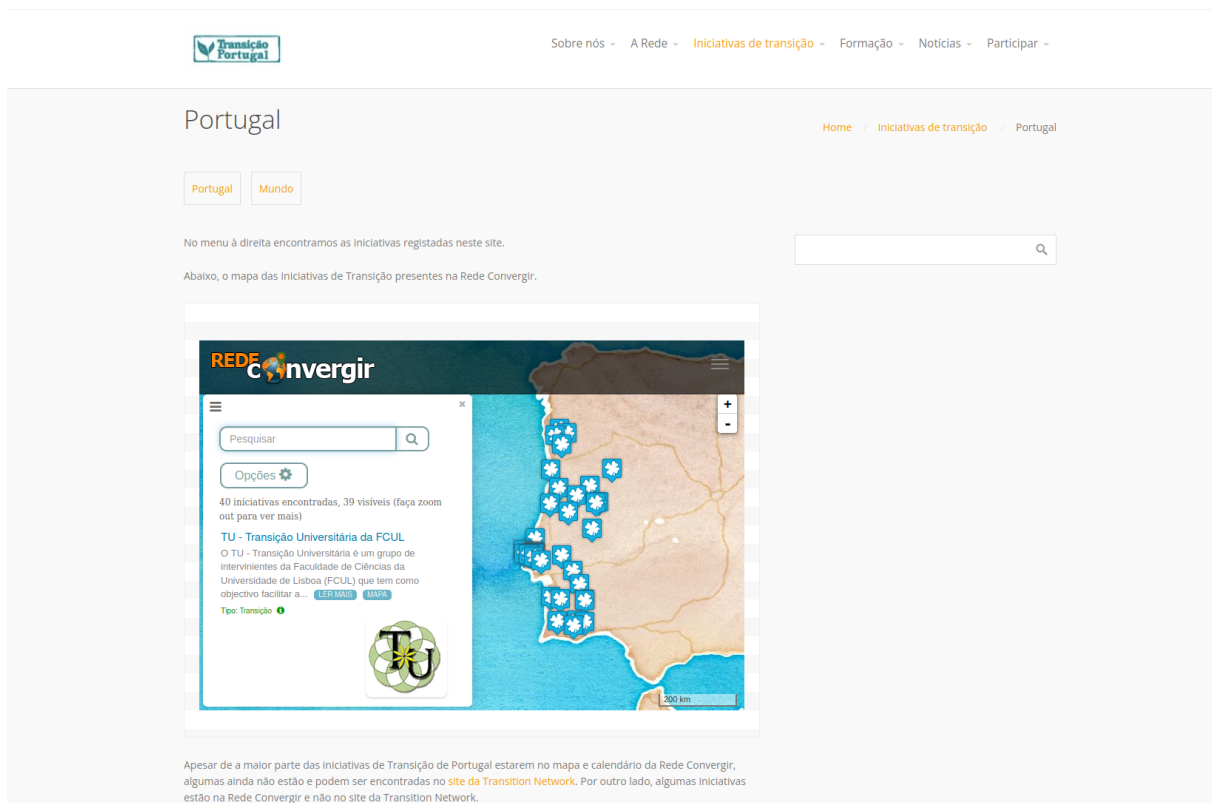 Transição
Portugal
Sobre nós
A Rede
Iniciativas de transição
Formação
Notícias
Participar
Portugal
Home / Iniciativas de transição / Portugal
Portugal
Mundo
No menu à direita encontramos as iniciativas registadas neste site.
Abaixo, o mapa das Iniciativas de Transição presentes na Rede Convergir.
REDE
convergir
+
-
Pesquisar
Opções
40 iniciativas encontradas, 39 visíveis (faça zoom
out para ver mais)
TU - Transição Universitária da FCUL
O TU - Transição Universitária é um grupo de
intervinientes da Faculdade de Ciências da
Universidade de Lisboa (FCUL) que tem como
objectivo facilitar a... LER MAIS MAPA
Tipo: Transição
TU
200 km
Apesar de a maior parte das iniciativas de Transição de Portugal estarem no mapa e calendário da Rede Convergir,
algumas ainda não estão e podem ser encontradas no site da Transition Network. Por outro lado, algumas iniciativas
estão na Rede Convergir e não no site da Transition Network.